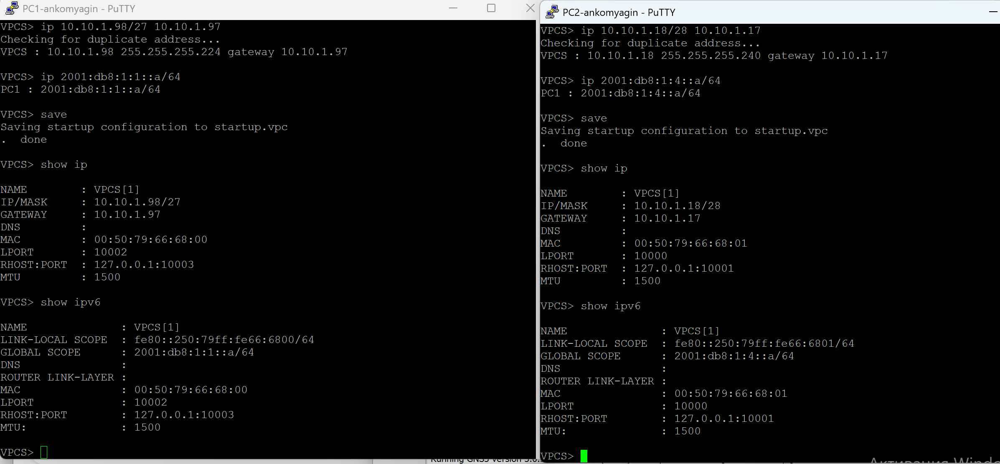 PC1-ankomyagin - PuTTY
VPCS> ip 10.10.1.98/27 10.10.1.97
Checking for duplicate address...
VPCS : 10.10.1.98 255.255.255.224 gateway 10.10.1.97
VPCS> ip 2001:db8:1:1::a/64
PC1 : 2001:db8:1:1::a/64
VPCS> save
Saving startup configuration to startup.vpc
.  done
VPCS> show ip
NAME        : VPCS[1]
IP/MASK     : 10.10.1.98/27
GATEWAY     : 10.10.1.97
DNS         :
MAC         : 00:50:79:66:68:00
LPORT       : 10002
RHOST:PORT  : 127.0.0.1:10003
MTU         : 1500
VPCS> show ipv6
NAME              : VPCS[1]
LINK-LOCAL SCOPE  : fe80::250:79ff:fe66:6800/64
GLOBAL SCOPE      : 2001:db8:1:1::a/64
DNS               :
ROUTER LINK-LAYER :
MAC               : 00:50:79:66:68:00
LPORT             : 10002
RHOST:PORT        : 127.0.0.1:10003
MTU:              : 1500
VPCS>
PC2-ankomyagin - PuTTY
VPCS> ip 10.10.1.18/28 10.10.1.17
Checking for duplicate address...
VPCS : 10.10.1.18 255.255.255.240 gateway 10.10.1.17
VPCS> ip 2001:db8:1:4::a/64
PC1 : 2001:db8:1:4::a/64
VPCS> save
Saving startup configuration to startup.vpc
.  done
VPCS> show ip
NAME        : VPCS[1]
IP/MASK     : 10.10.1.18/28
GATEWAY     : 10.10.1.17
DNS         :
MAC         : 00:50:79:66:68:01
LPORT       : 10000
RHOST:PORT  : 127.0.0.1:10001
MTU         : 1500
VPCS> show ipv6
NAME              : VPCS[1]
LINK-LOCAL SCOPE  : fe80::250:79ff:fe66:6801/64
GLOBAL SCOPE      : 2001:db8:1:4::a/64
DNS               :
ROUTER LINK-LAYER :
MAC               : 00:50:79:66:68:01
LPORT             : 10000
RHOST:PORT        : 127.0.0.1:10001
MTU:              : 1500
VPCS>
Running GNS3 version
Активация